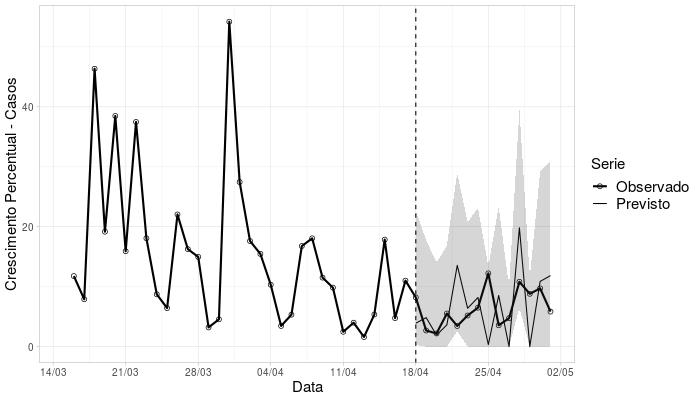 Crescimento Percentual - Casos
40
20
0
14/03
21/03
28/03
04/04
11/04
18/04
25/04
02/05
Data
Serie
Observado
Previsto